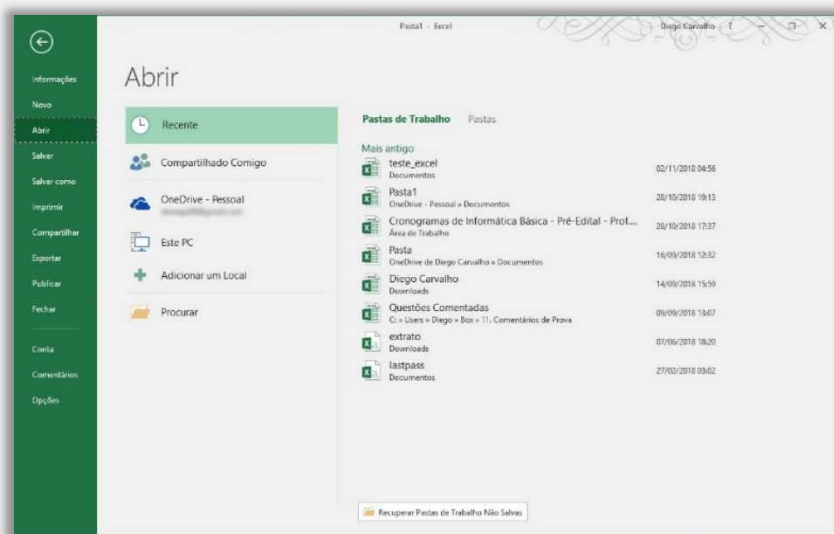 Pasta1 - Excel
Diego Carvalho ?
Informações
Novo
Abrir
Salvar
Salvar como
Imprimir
Compartilhar
Exportar
Publicar
Fechar
Conta
Comentários
Opções
Abrir
Recente
Compartilhado Comigo
OneDrive - Pessoal
Este PC
Adicionar um Local
Procurar
Pastas de Trabalho Pastas
Mais antigo
teste_excel 02/11/2018 04:56
Documentos
Pasta1 28/10/2018 19:13
OneDrive - Pessoal » Documentos
Cronogramas de Informática Básica - Pré-Edital - Prof... 28/10/2018 17:37
Área de Trabalho
Pasta 16/09/2018 12:32
OneDrive de Diego Carvalho » Documentos
Diego Carvalho 14/09/2018 15:59
Downloads
Questões Comentadas 09/09/2018 13:07
C: » Users » Diego » Box » 11. Comentários de Prova
extrato 07/06/2018 18:20
Downloads
lastpass 27/02/2018 03:02
Documentos
Recuperar Pastas de Trabalho Não Salvas